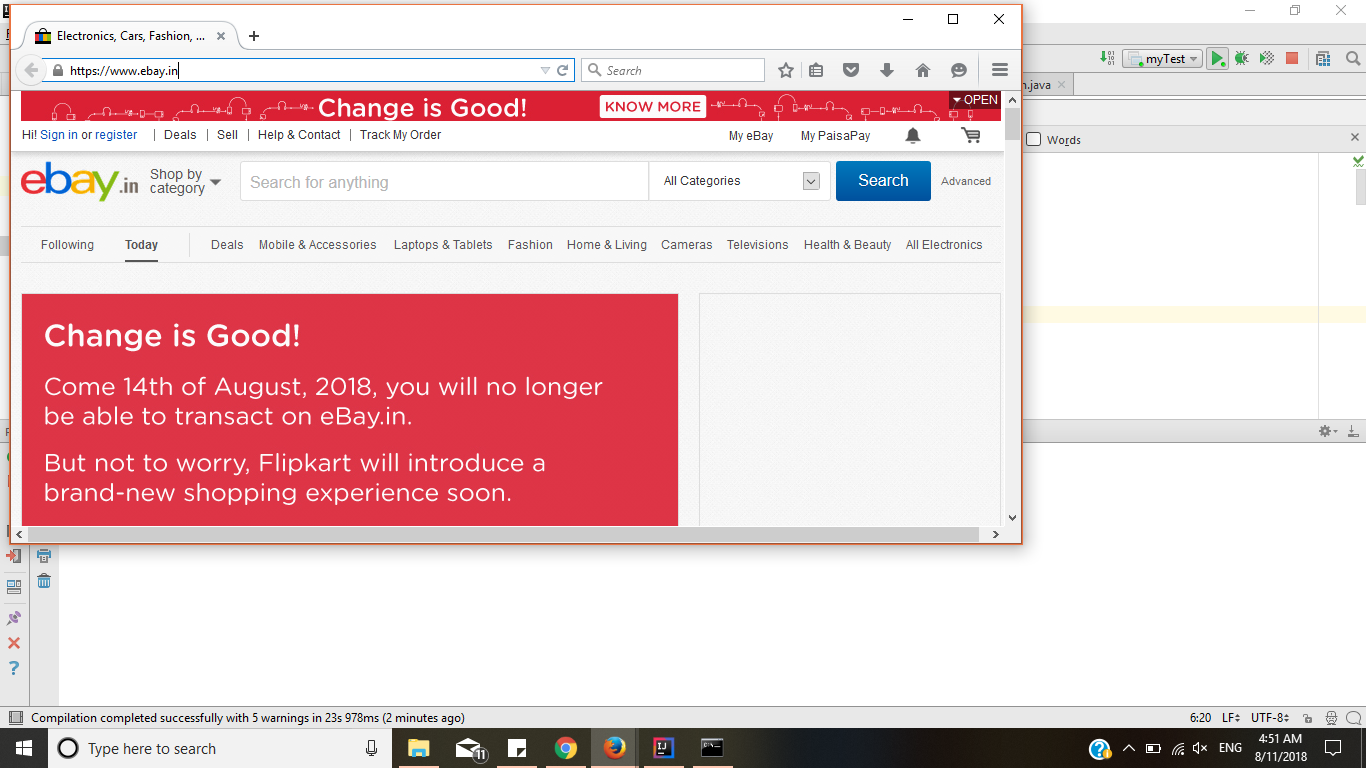 Electronics, Cars, Fashion, ...
https://www.ebay.in
Search
Change is Good!
KNOW MORE
OPEN
Hi! Sign in or register | Deals | Sell | Help & Contact | Track My Order
My eBay
My PaisaPay
ebay.in
Shop by
category
Search for anything
All Categories
Search
Advanced
Following
Today
Deals
Mobile & Accessories
Laptops & Tablets
Fashion
Home & Living
Cameras
Televisions
Health & Beauty
All Electronics
Change is Good!
Come 14th of August, 2018, you will no longer
be able to transact on eBay.in.
But not to worry, Flipkart will introduce a
brand-new shopping experience soon.
myTest
.java
Words
Compilation completed successfully with 5 warnings in 23s 978ms (2 minutes ago)
6:20
LF
UTF-8
Type here to search
11
ENG
4:51 AM
8/11/2018